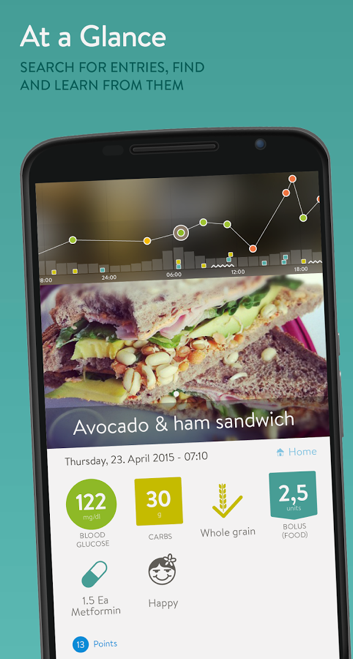 At a Glance
SEARCH FOR ENTRIES, FIND
AND LEARN FROM THEM
24:00
06:00
12:00
18:00
Avocado & ham sandwich
Thursday, 23. April 2015 - 07:10
Home
122
mg/dl
BLOOD
GLUCOSE
30
g
CARBS
Whole grain
2,5
units
BOLUS
(FOOD)
1.5 Ea
Metformin
Happy
13 Points